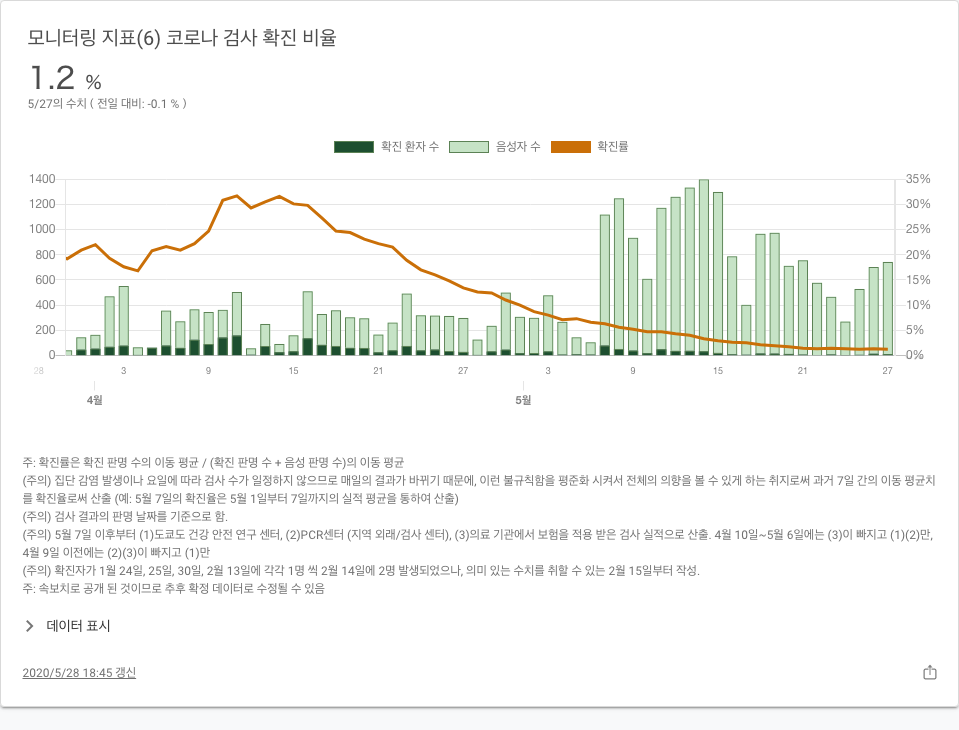 모니터링 지표(6) 코로나 검사 확진 비율
1.2 %
5/27의 수치 ( 전일 대비: -0.1 % )
확진 환자 수 음성자 수 확진률
1400 35%
1200 30%
1000 25%
800 20%
600 15%
400 10%
200 5%
0 0%
28 3 9 15 21 27 3 9 15 21 27
4월 5월
주: 확진률은 확진 판명 수의 이동 평균 / (확진 판명 수 + 음성 판명 수)의 이동 평균
(주의) 집단 감염 발생이나 요일에 따라 검사 수가 일정하지 않으므로 매일의 결과가 바뀌기 때문에, 이런 불규칙함을 평준화 시켜서 전체의 의향을 볼 수 있게 하는 취지로써 과거 7일 간의 이동 평균치
를 확진율로써 산출 (예: 5월 7일의 확진율은 5월 1일부터 7일까지의 실적 평균을 통하여 산출)
(주의) 검사 결과의 판명 날짜를 기준으로 함.
(주의) 5월 7일 이후부터 (1)도쿄도 건강 안전 연구 센터, (2)PCR센터 (지역 외래/검사 센터), (3)의료 기관에서 보험을 적용 받은 검사 실적으로 산출. 4월 10일~5월 6일에는 (3)이 빠지고 (1)(2)만,
4월 9일 이전에는 (2)(3)이 빠지고 (1)만
(주의) 확진자가 1월 24일, 25일, 30일, 2월 13일에 각각 1명 씩 2월 14일에 2명 발생되었으나, 의미 있는 수치를 취할 수 있는 2월 15일부터 작성.
주: 속보치로 공개 된 것이므로 추후 확정 데이터로 수정될 수 있음
데이터 표시
2020/5/28 18:45 갱신